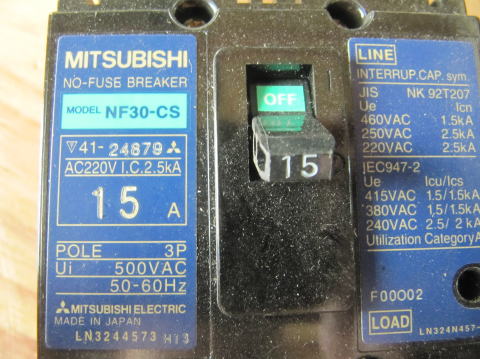 MITSUBISHI
NO-FUSE BREAKER
MODEL NF30-CS
▽41- 24879
AC220V I.C.2.5kA
15 A
POLE 3P
Ui 500VAC
50-60Hz
MITSUBISHI ELECTRIC
MADE IN JAPAN
LN3244573 H13
OFF
15
LINE
INTERRUP.CAP. sym.
JIS NK 92T207
Ue Icn
460VAC 1.5kA
250VAC 2.5kA
220VAC 2.5kA
IEC947-2
Ue Icu/Ics
415VAC 1.5/1.5kA
380VAC 1.5/1.5kA
240VAC 2.5/ 2 kA
Utilization Category A
F00002
LOAD
LN324N457-